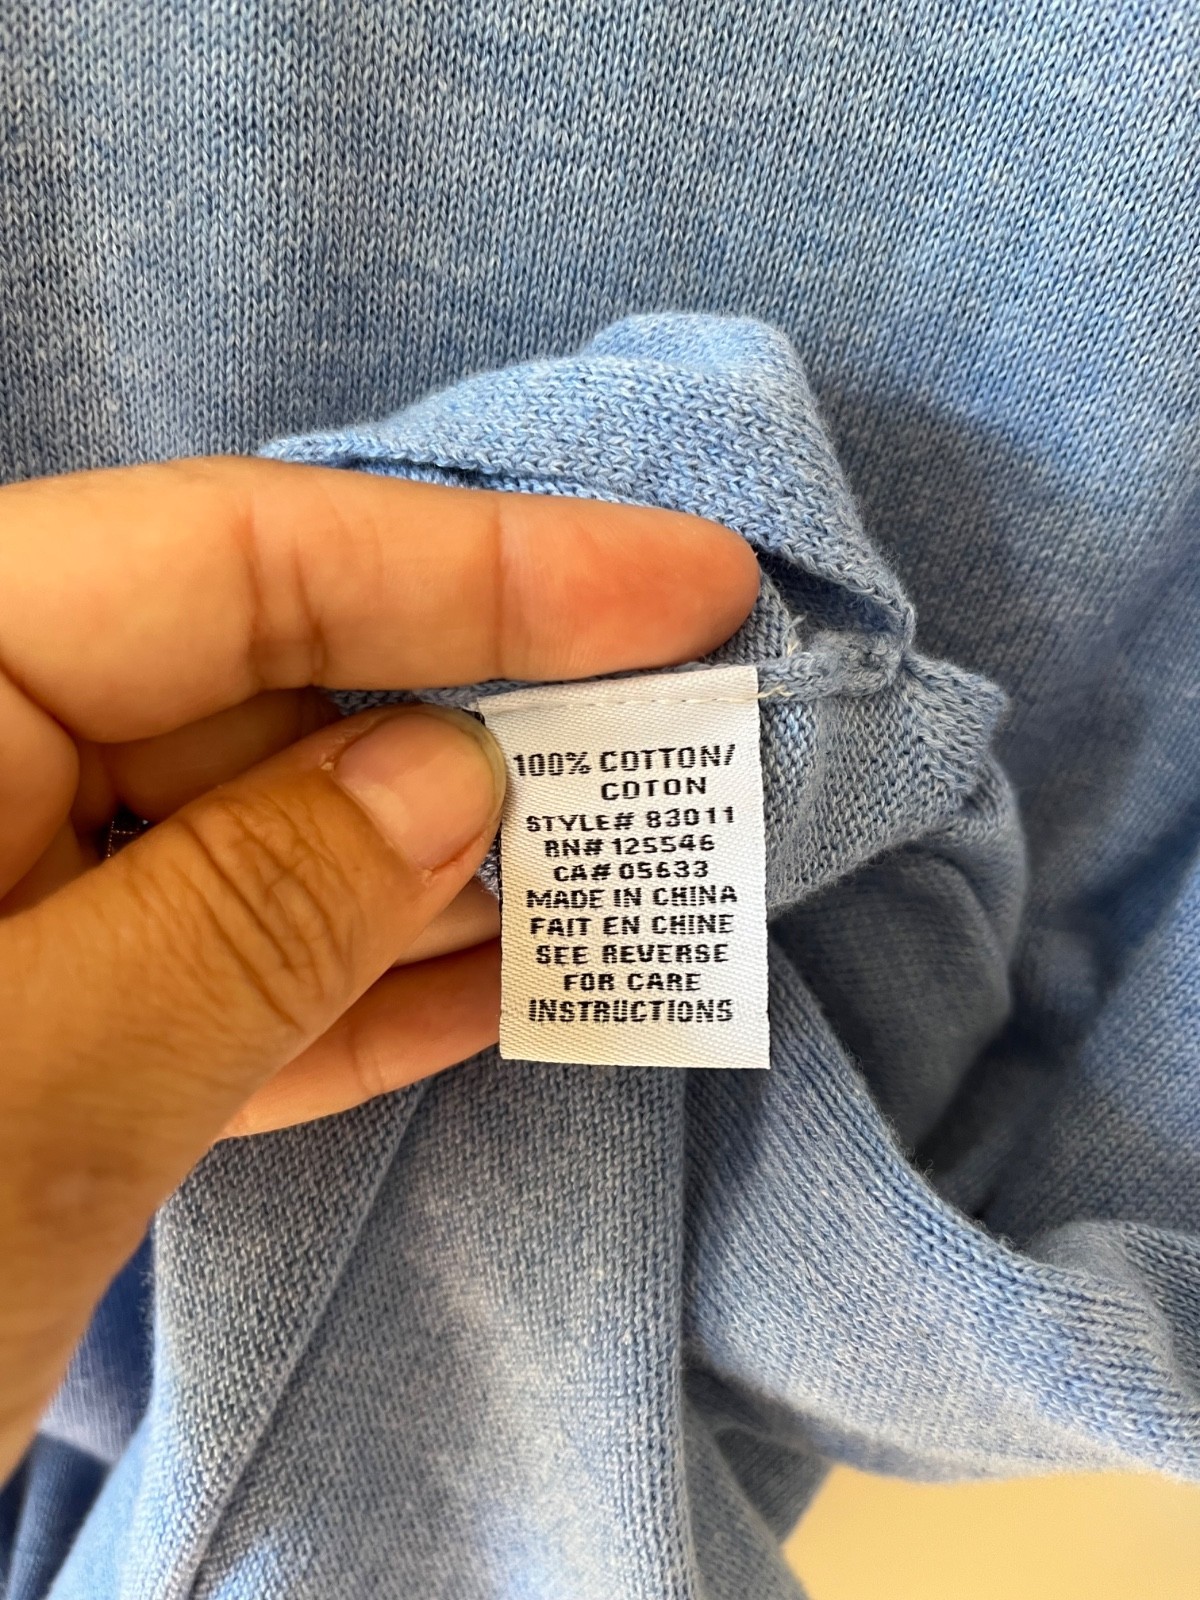 100% COTTON/
COTON
STYLE# 83011
RN# 125546
CA# 05633
MADE IN CHINA
FAIT EN CHINE
SEE REVERSE
FOR CARE
INSTRUCTIONS